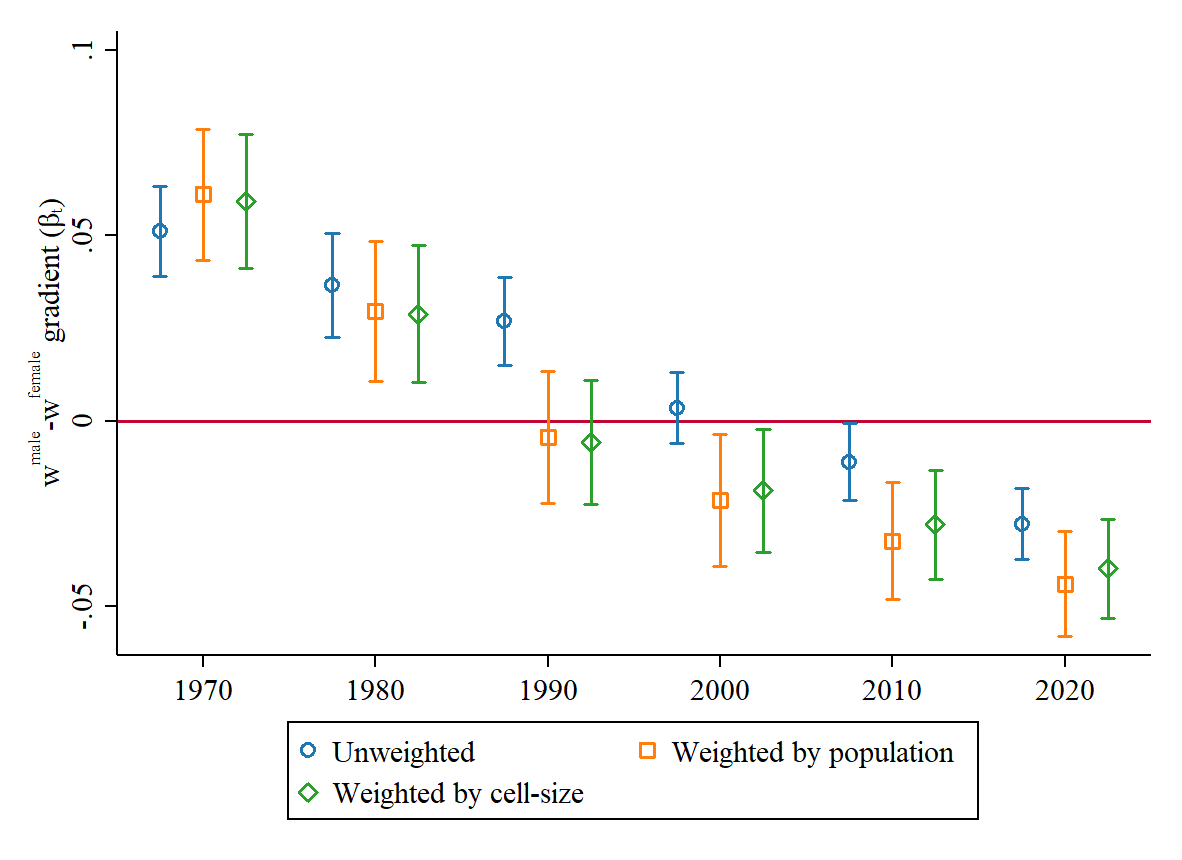 .1
.05
0
-.05
w^male-w^female gradient (βt)
1970 1980 1990 2000 2010 2020
Unweighted Weighted by population
Weighted by cell-size